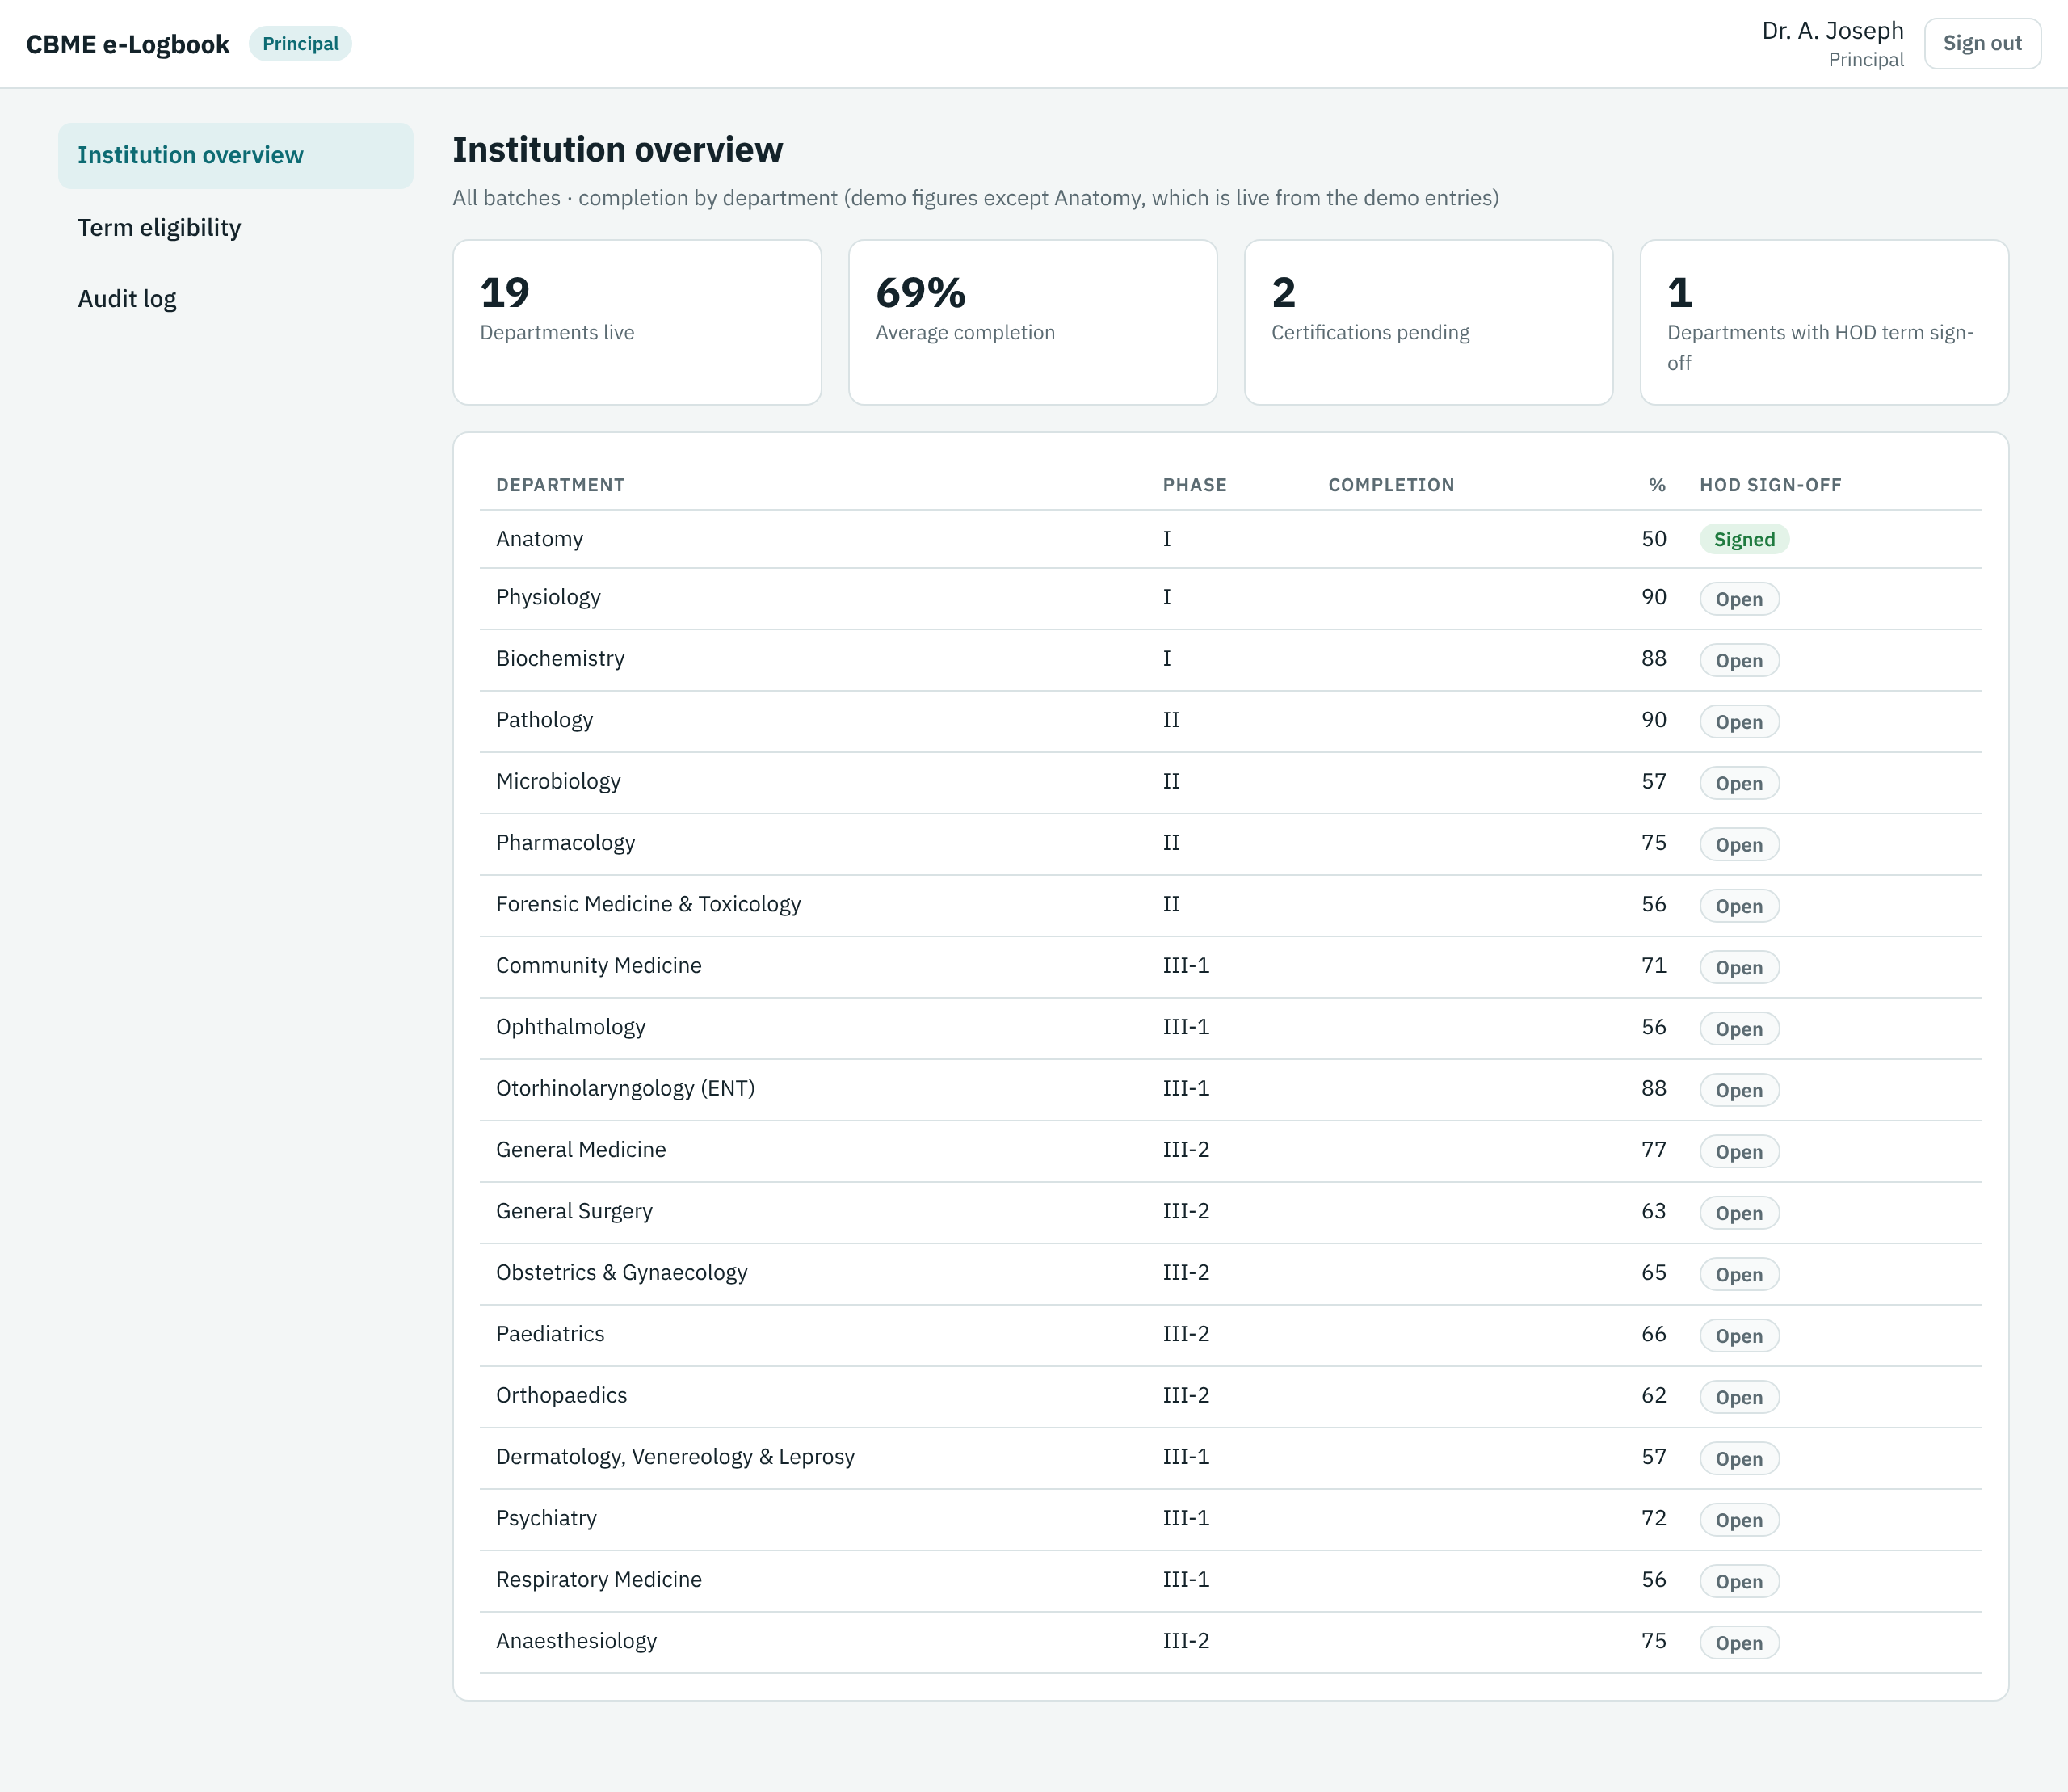 CBME e-Logbook Principal
Dr. A. Joseph
Principal
Sign out
Institution overview
Term eligibility
Audit log
Institution overview
All batches · completion by department (demo figures except Anatomy, which is live from the demo entries)
19
Departments live
69%
Average completion
2
Certifications pending
1
Departments with HOD term sign-
off
DEPARTMENT PHASE COMPLETION % HOD SIGN-OFF
Anatomy I 50 Signed
Physiology I 90 Open
Biochemistry I 88 Open
Pathology II 90 Open
Microbiology II 57 Open
Pharmacology II 75 Open
Forensic Medicine & Toxicology II 56 Open
Community Medicine III-1 71 Open
Ophthalmology III-1 56 Open
Otorhinolaryngology (ENT) III-1 88 Open
General Medicine III-2 77 Open
General Surgery III-2 63 Open
Obstetrics & Gynaecology III-2 65 Open
Paediatrics III-2 66 Open
Orthopaedics III-2 62 Open
Dermatology, Venereology & Leprosy III-1 57 Open
Psychiatry III-1 72 Open
Respiratory Medicine III-1 56 Open
Anaesthesiology III-2 75 Open